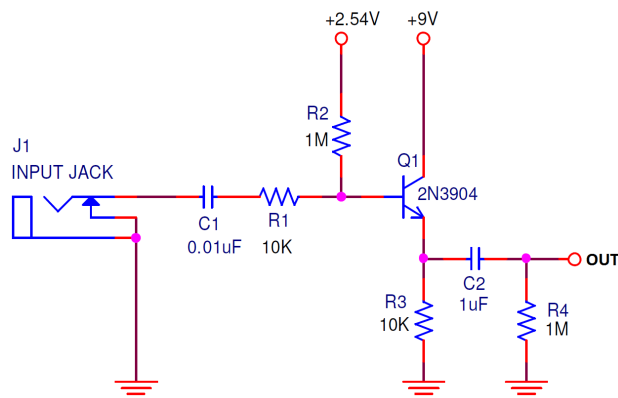 +2.54V
+9V
R2
1M
J1
INPUT JACK
Q1
2N3904
C1
0.01uF
R1
10K
OUT
C2
1uF
R3
10K
R4
1M